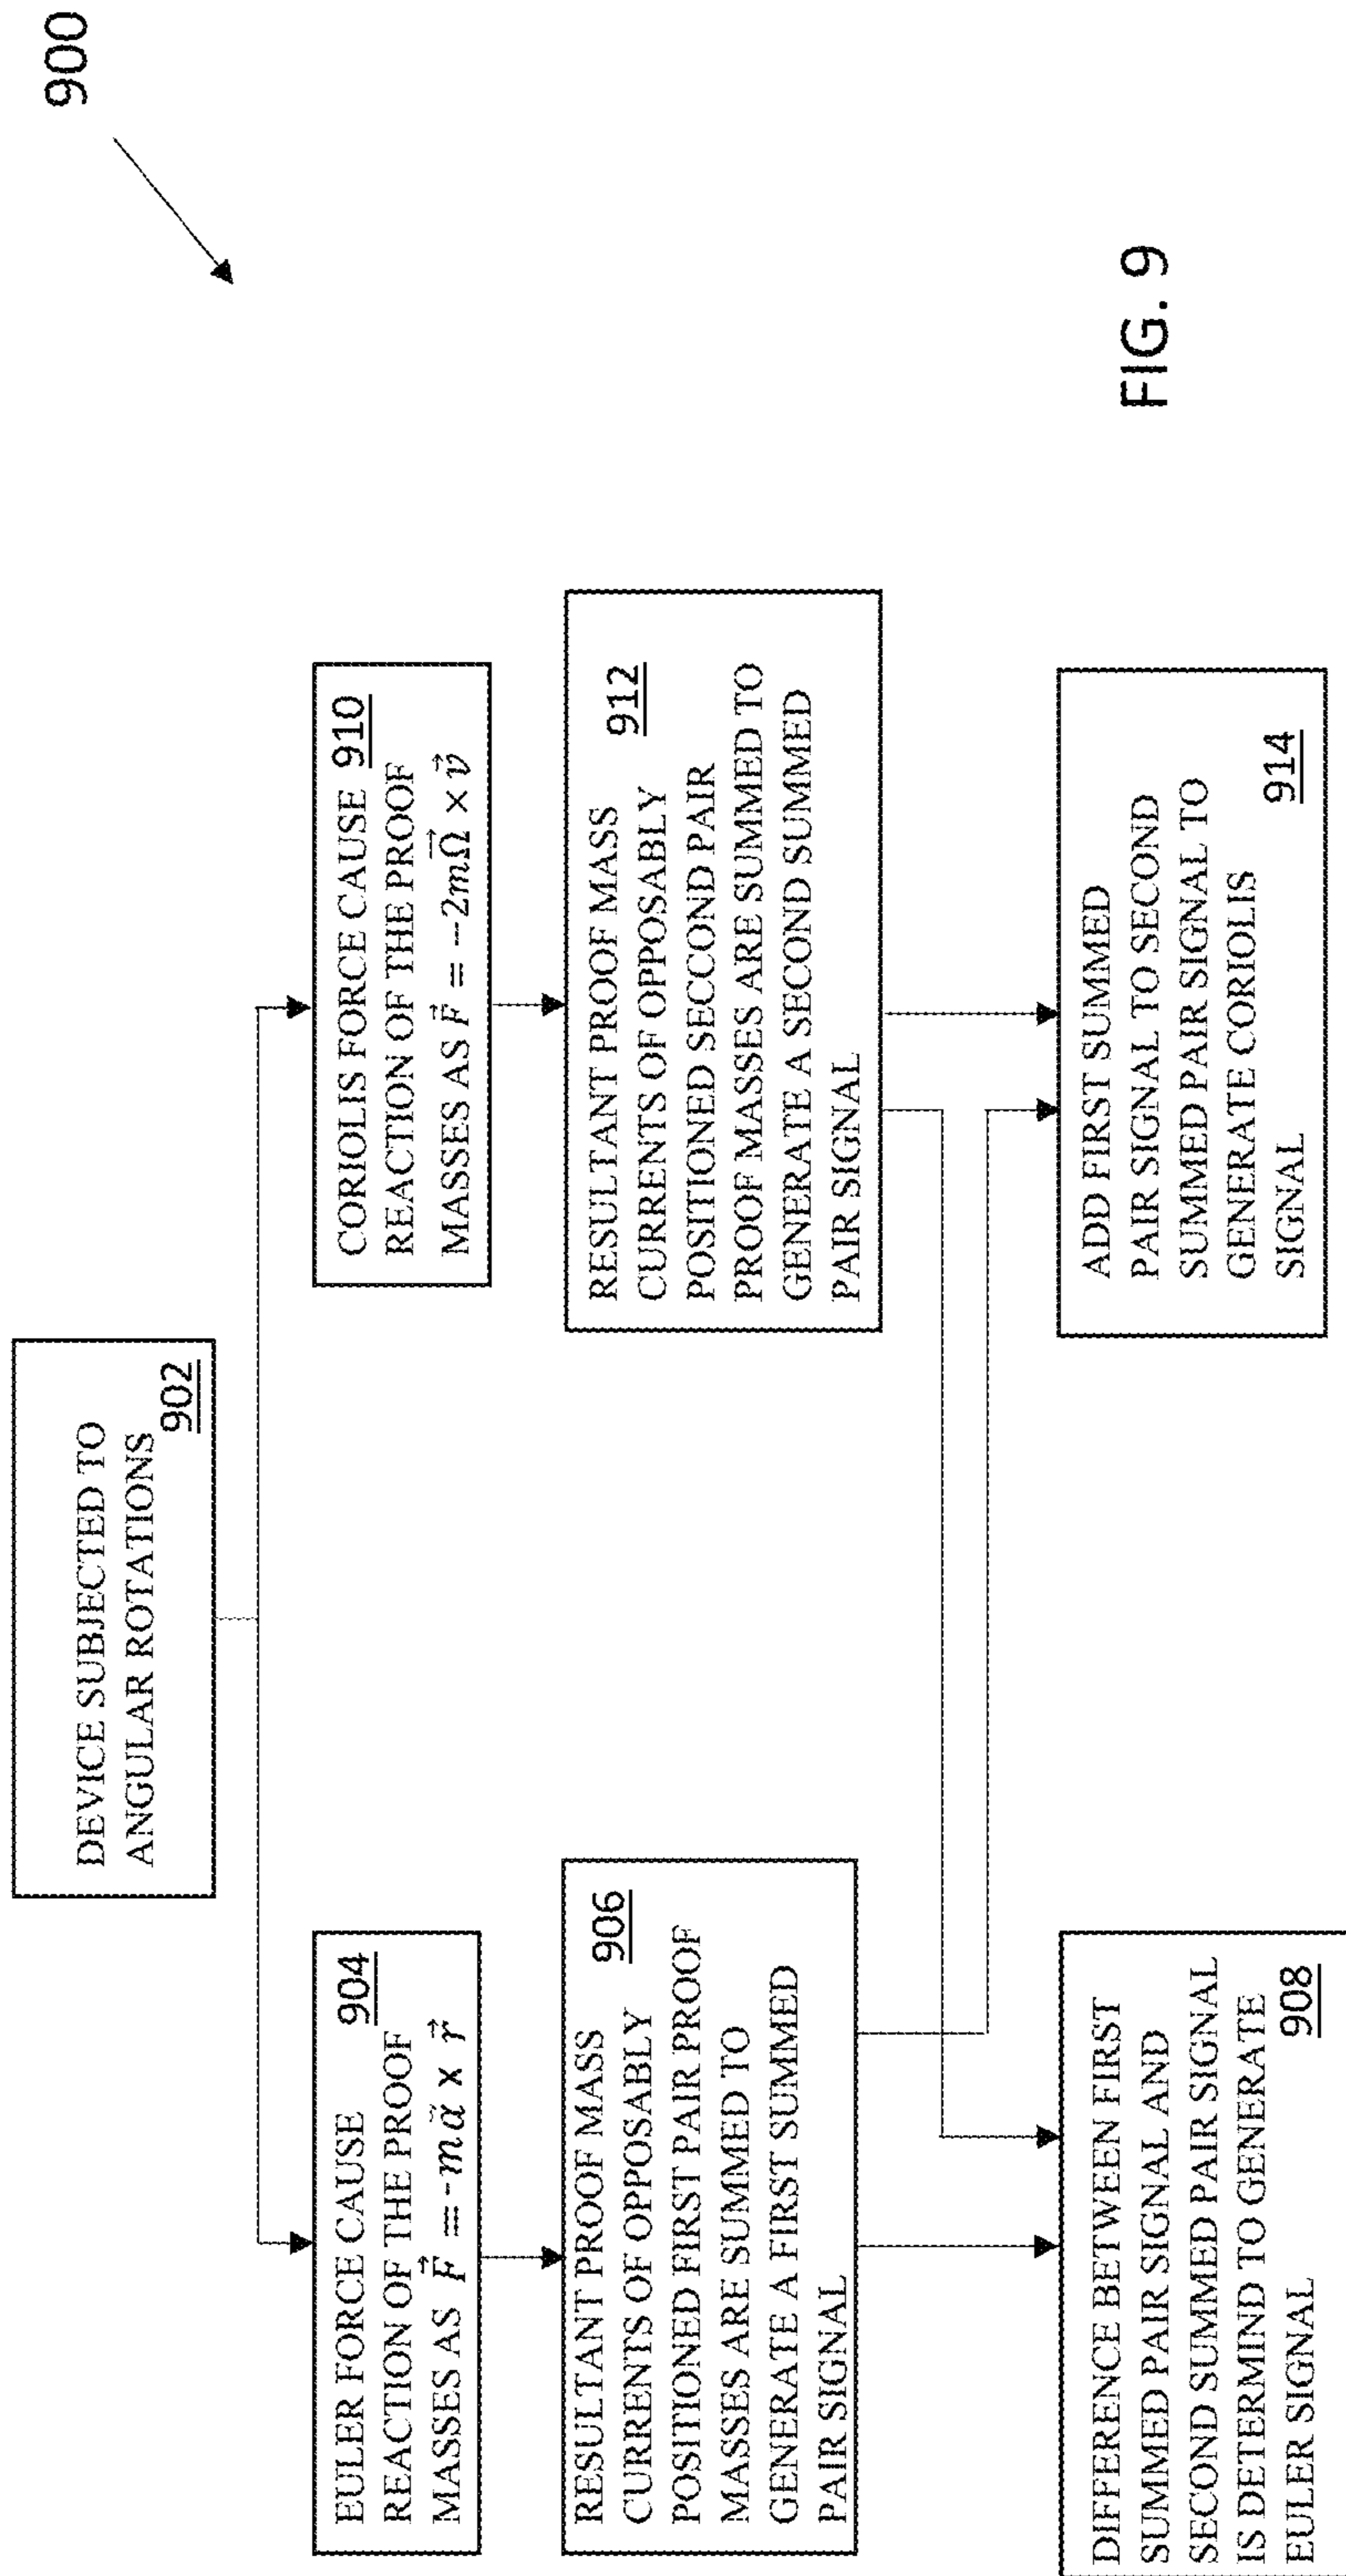 900
DEVICE SUBJECTED TO
ANGULAR ROTATIONS
902
EULER FORCE CAUSE 904
REACTION OF THE PROOF
MASSES AS F⃗ = -m α⃗ x r⃗
RESULTANT PROOF MASS 906
CURRENTS OF OPPOSABLY
POSITIONED FIRST PAIR PROOF
MASSES ARE SUMMED TO
GENERATE A FIRST SUMMED
PAIR SIGNAL
DIFFERENCE BETWEEN FIRST
SUMMED PAIR SIGNAL AND
SECOND SUMMED PAIR SIGNAL
IS DETERMIND TO GENERATE
EULER SIGNAL 908
CORIOLIS FORCE CAUSE 910
REACTION OF THE PROOF
MASSES AS F⃗ = −2mΩ⃗ × v⃗
RESULTANT PROOF MASS 912
CURRENTS OF OPPOSABLY
POSITIONED SECCOND PAIR
PROOF MASSES ARE SUMMED TO
GENERATE A SECOND SUMMED
PAIR SIGNAL
ADD FIRST SUMMED
PAIR SIGNAL TO SECOND
SUMMED PAIR SIGNAL TO
GENERATE CORIOLIS
SIGNAL 914
FIG. 9